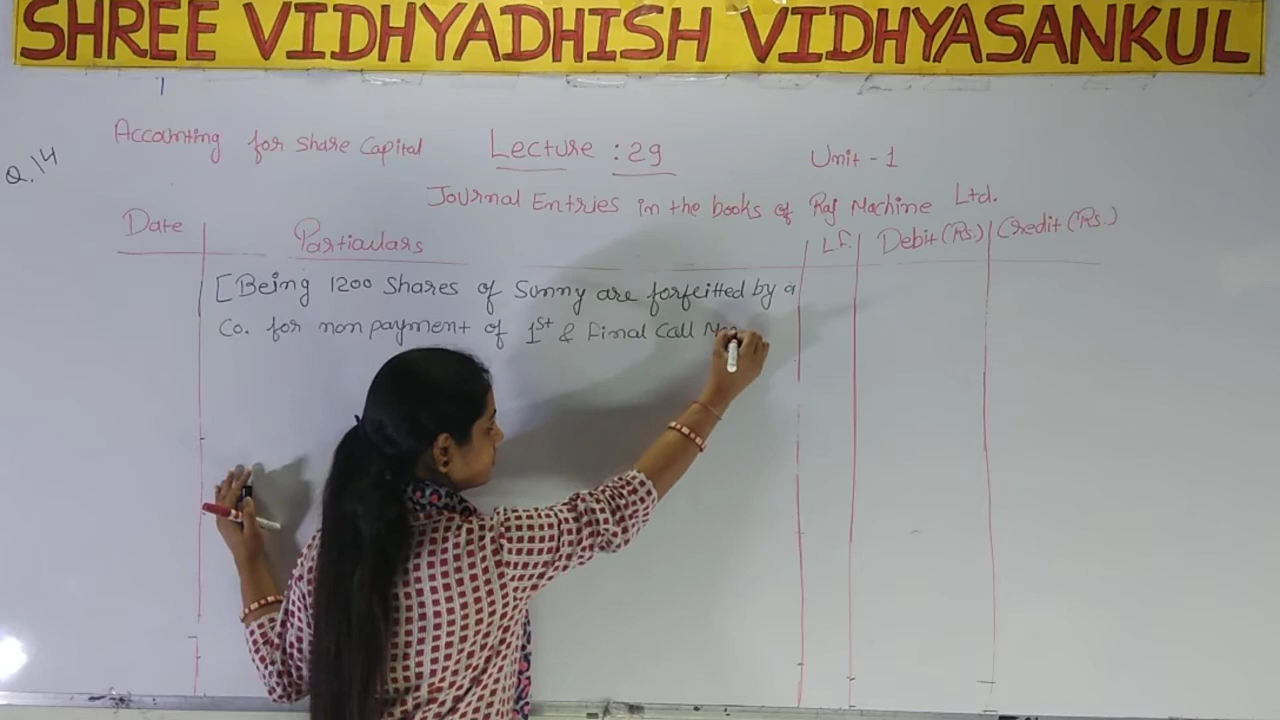 SHREE VIDHYADHISH VIDHYASANKUL
Accounting for Share Capital Lecture : 29 Unit - 1
Q.14
Journal Entries in the books of Raj Machine Ltd.
Date Particulars L.F. Debit (Rs.) Credit (Rs.)
[Being 1200 Shares of Sunny are forfeitted by a
Co. for non payment of 1st & Final Call